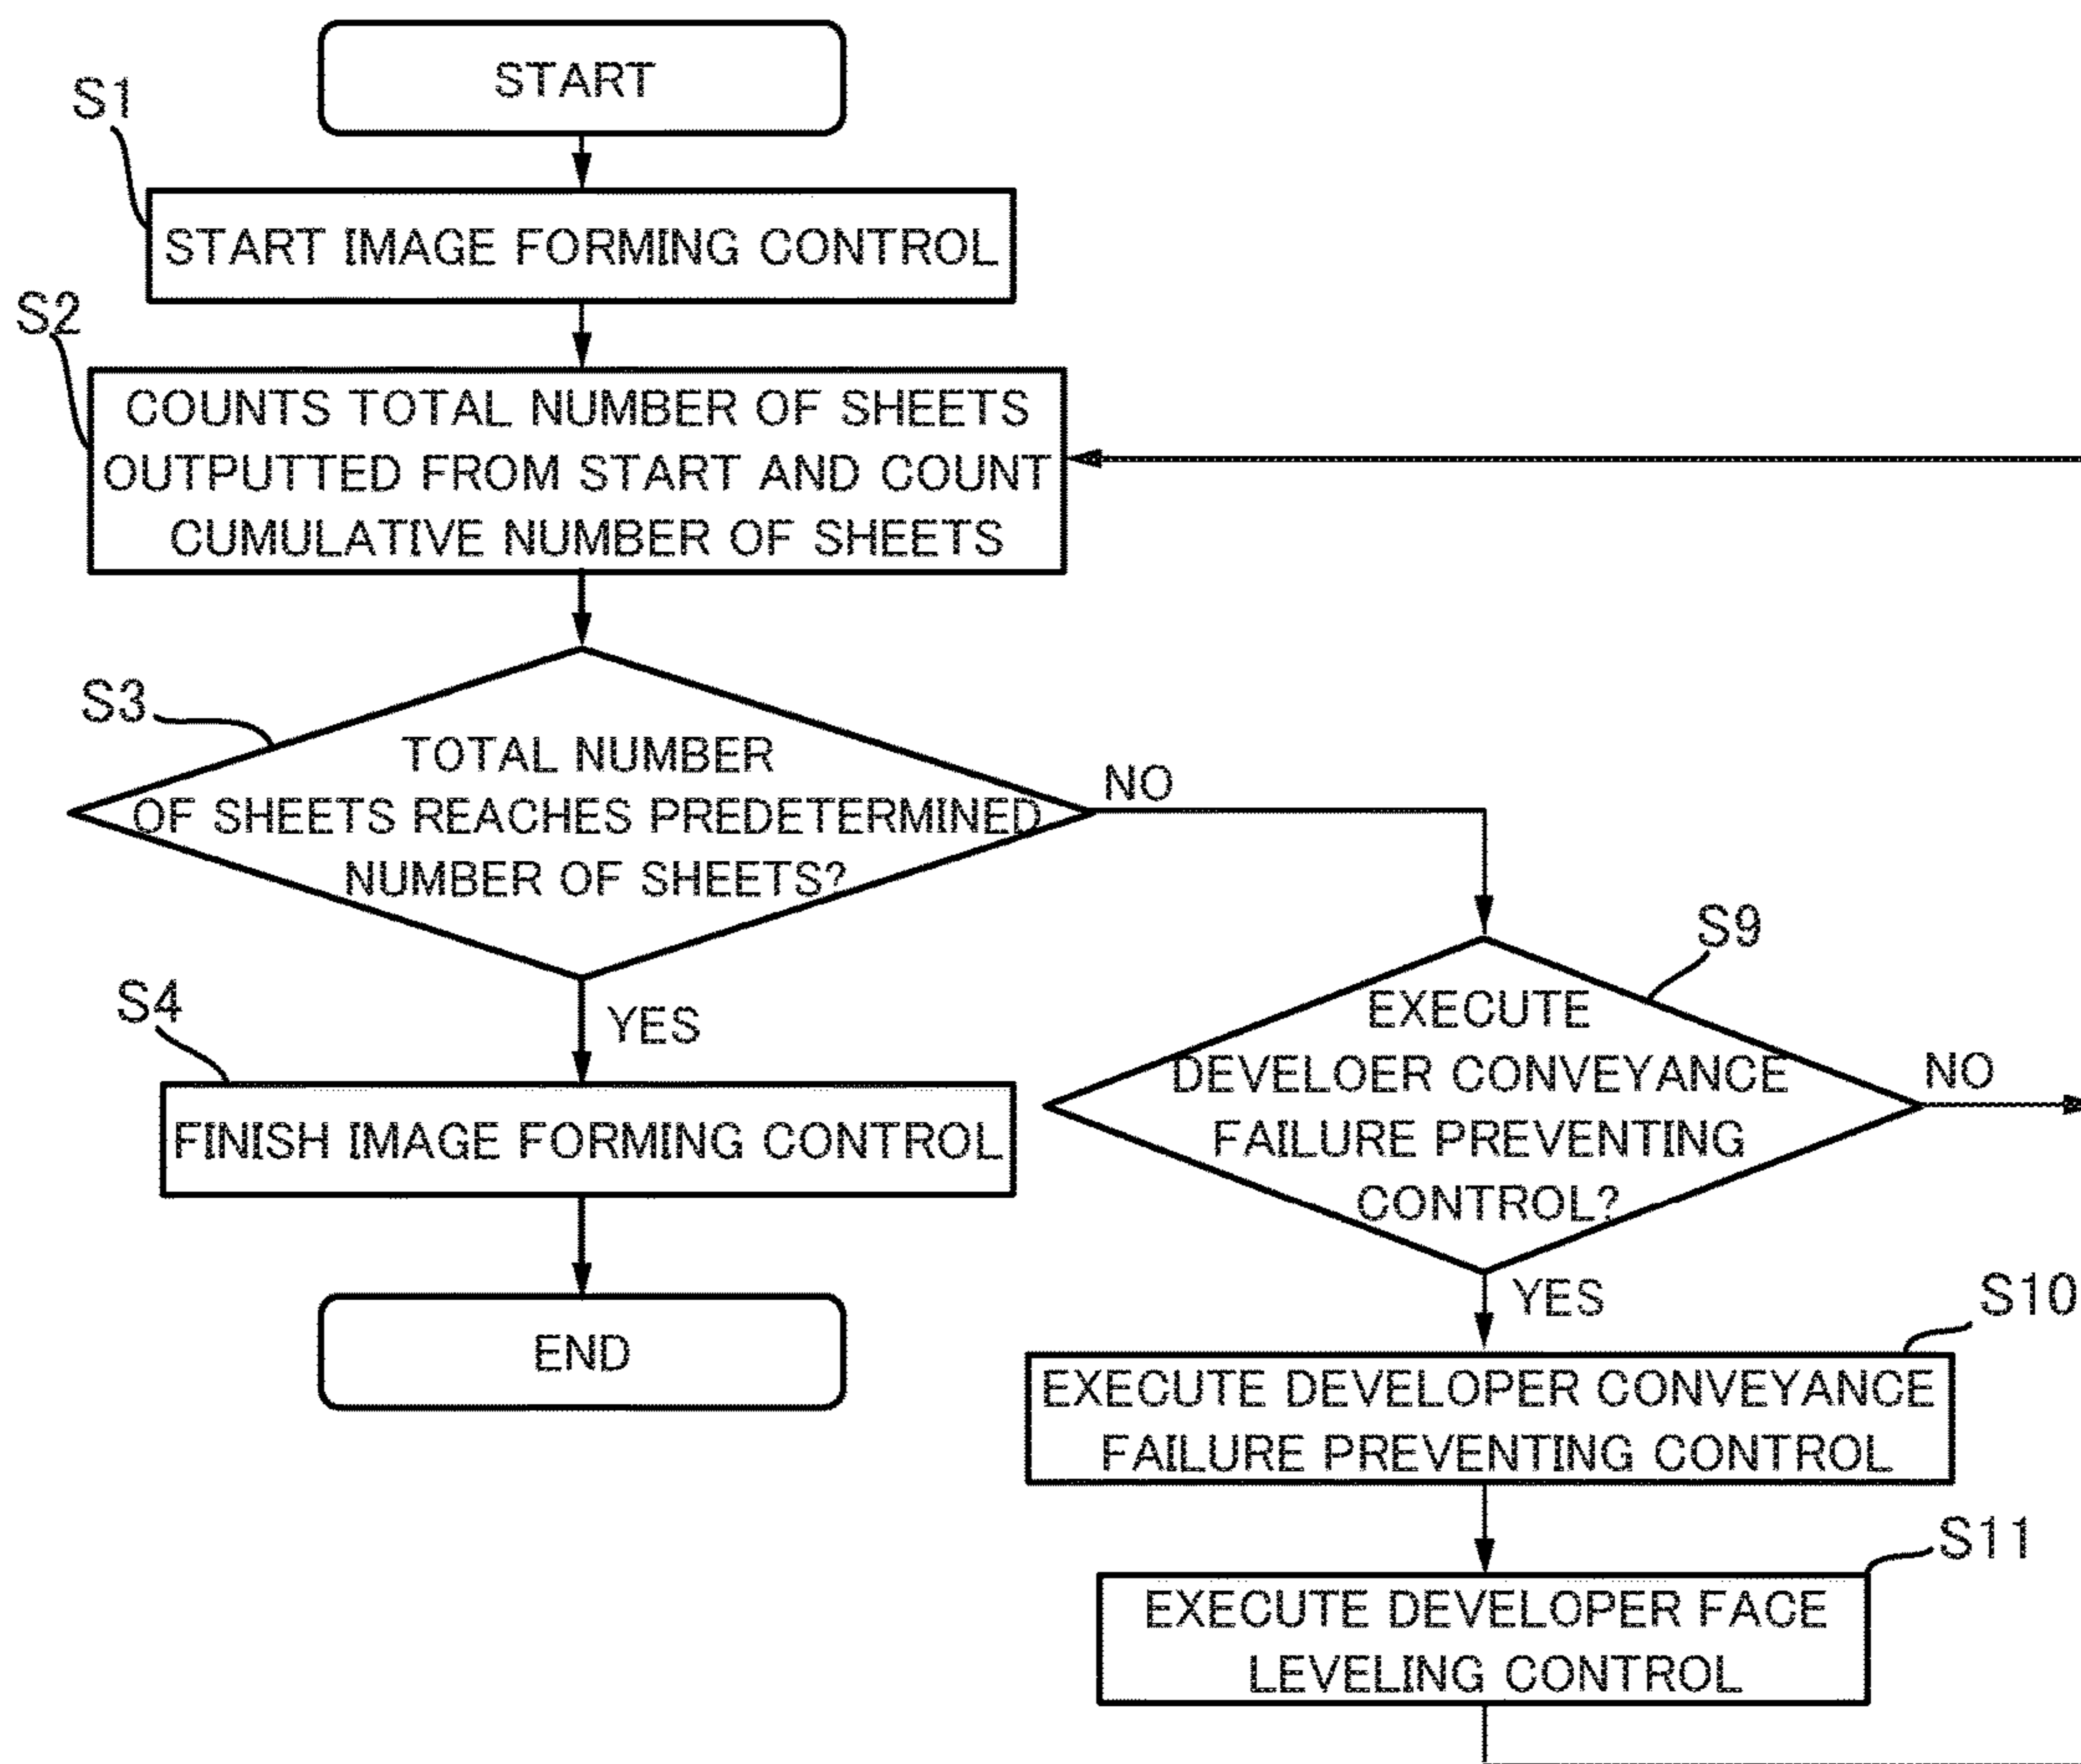 START
S1
START IMAGE FORMING CONTROL
S2
COUNTS TOTAL NUMBER OF SHEETS
OUTPUTTED FROM START AND COUNT
CUMULATIVE NUMBER OF SHEETS
S3
TOTAL NUMBER
OF SHEETS REACHES PREDETERMINED
NUMBER OF SHEETS?
NO
YES
S4
FINISH IMAGE FORMING CONTROL
END
S9
EXECUTE
DEVELOER CONVEYANCE
FAILURE PREVENTING
CONTROL?
NO
YES
S10
EXECUTE DEVELOPER CONVEYANCE
FAILURE PREVENTING CONTROL
S11
EXECUTE DEVELOPER FACE
LEVELING CONTROL